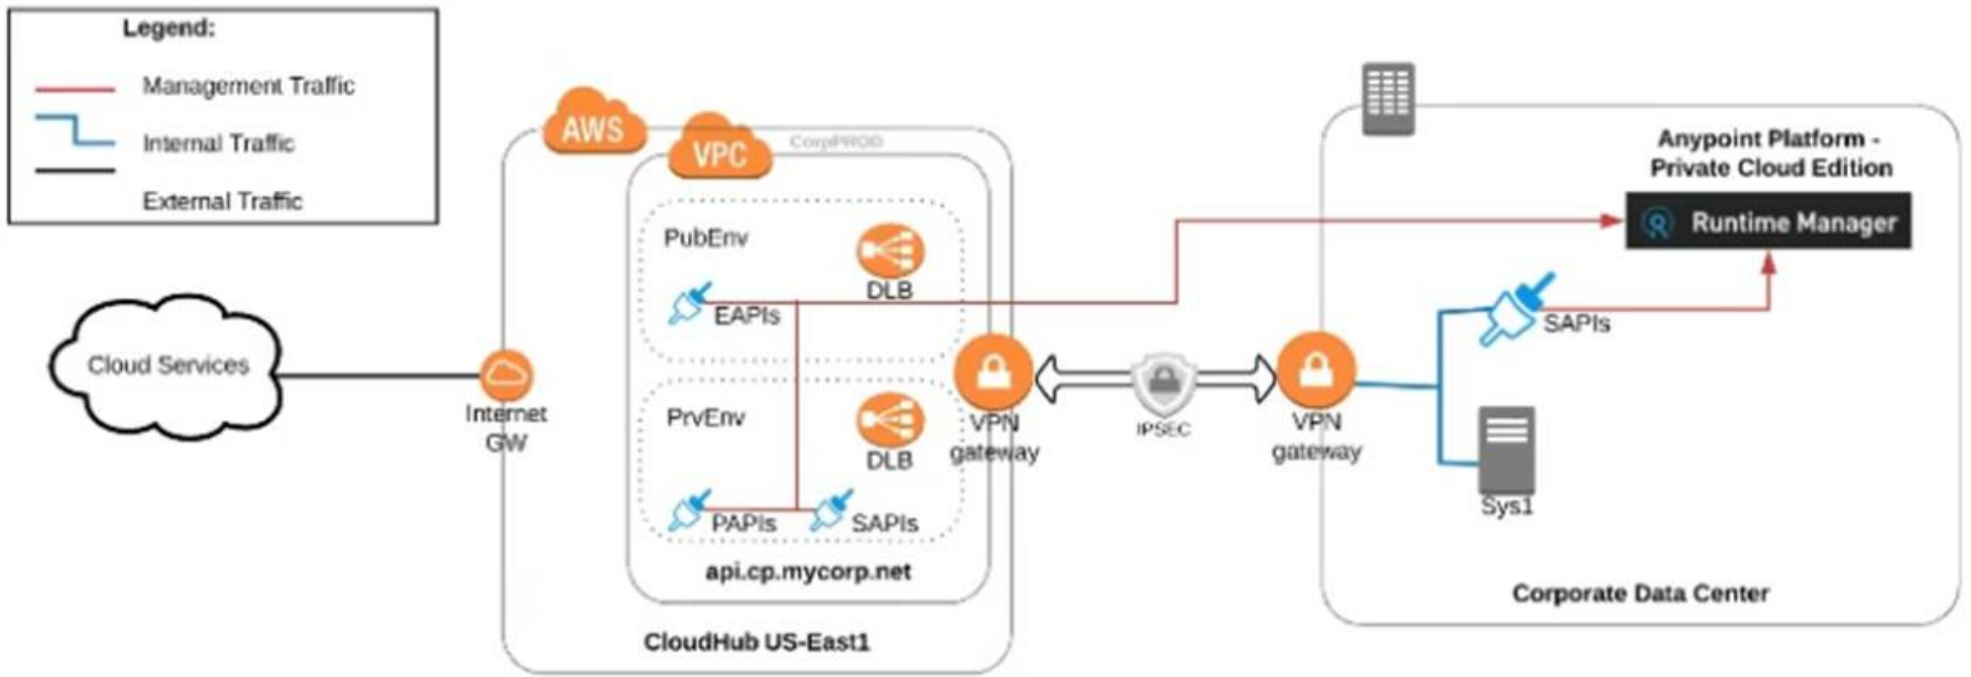 Legend:
Management Traffic
Internal Traffic
External Traffic
Cloud Services
Internet
GW
AWS
VPC
CorpPROD
PubEnv
DLB
EAPIs
PrvEnv
DLB
PAPIs
SAPIs
api.cp.mycorp.net
CloudHub US-East1
VPN
gateway
IPSEC
VPN
gateway
Anypoint Platform -
Private Cloud Edition
Runtime Manager
SAPIs
Sys1
Corporate Data Center